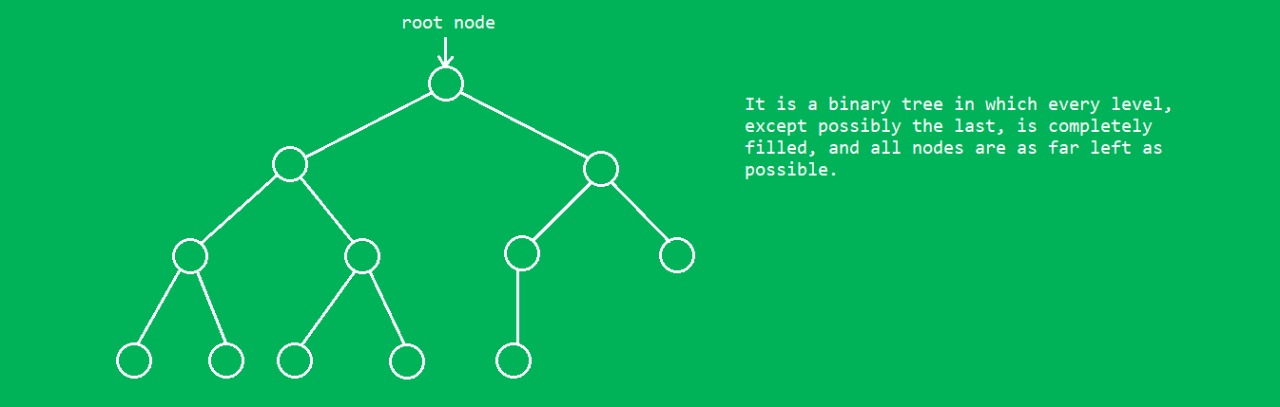 root node
It is a binary tree in which every level,
except possibly the last, is completely
filled, and all nodes are as far left as
possible.